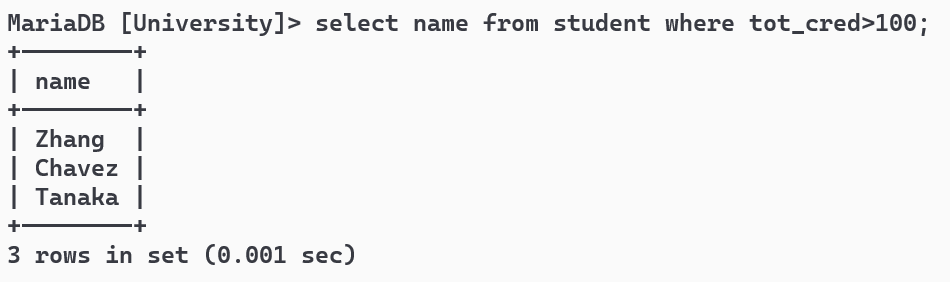 MariaDB [University]> select name from student where tot_cred>100;
+--------+
| name   |
+--------+
| Zhang  |
| Chavez |
| Tanaka |
+--------+
3 rows in set (0.001 sec)